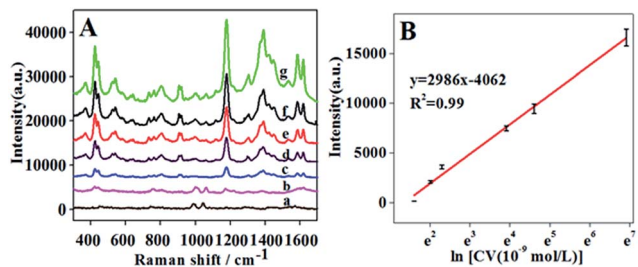 A
Intensity(a.u.)
40000
30000
20000
10000
0
g
f
e
d
c
b
a
400 600 800 1000 1200 1400 1600
Raman shift / cm-1
B
Intensity(a.u.)
15000
10000
5000
0
y=2986x-4062
R²=0.99
e² e³ e⁴ e⁵ e⁶ e⁷
ln [CV(10⁻⁹ mol/L)]